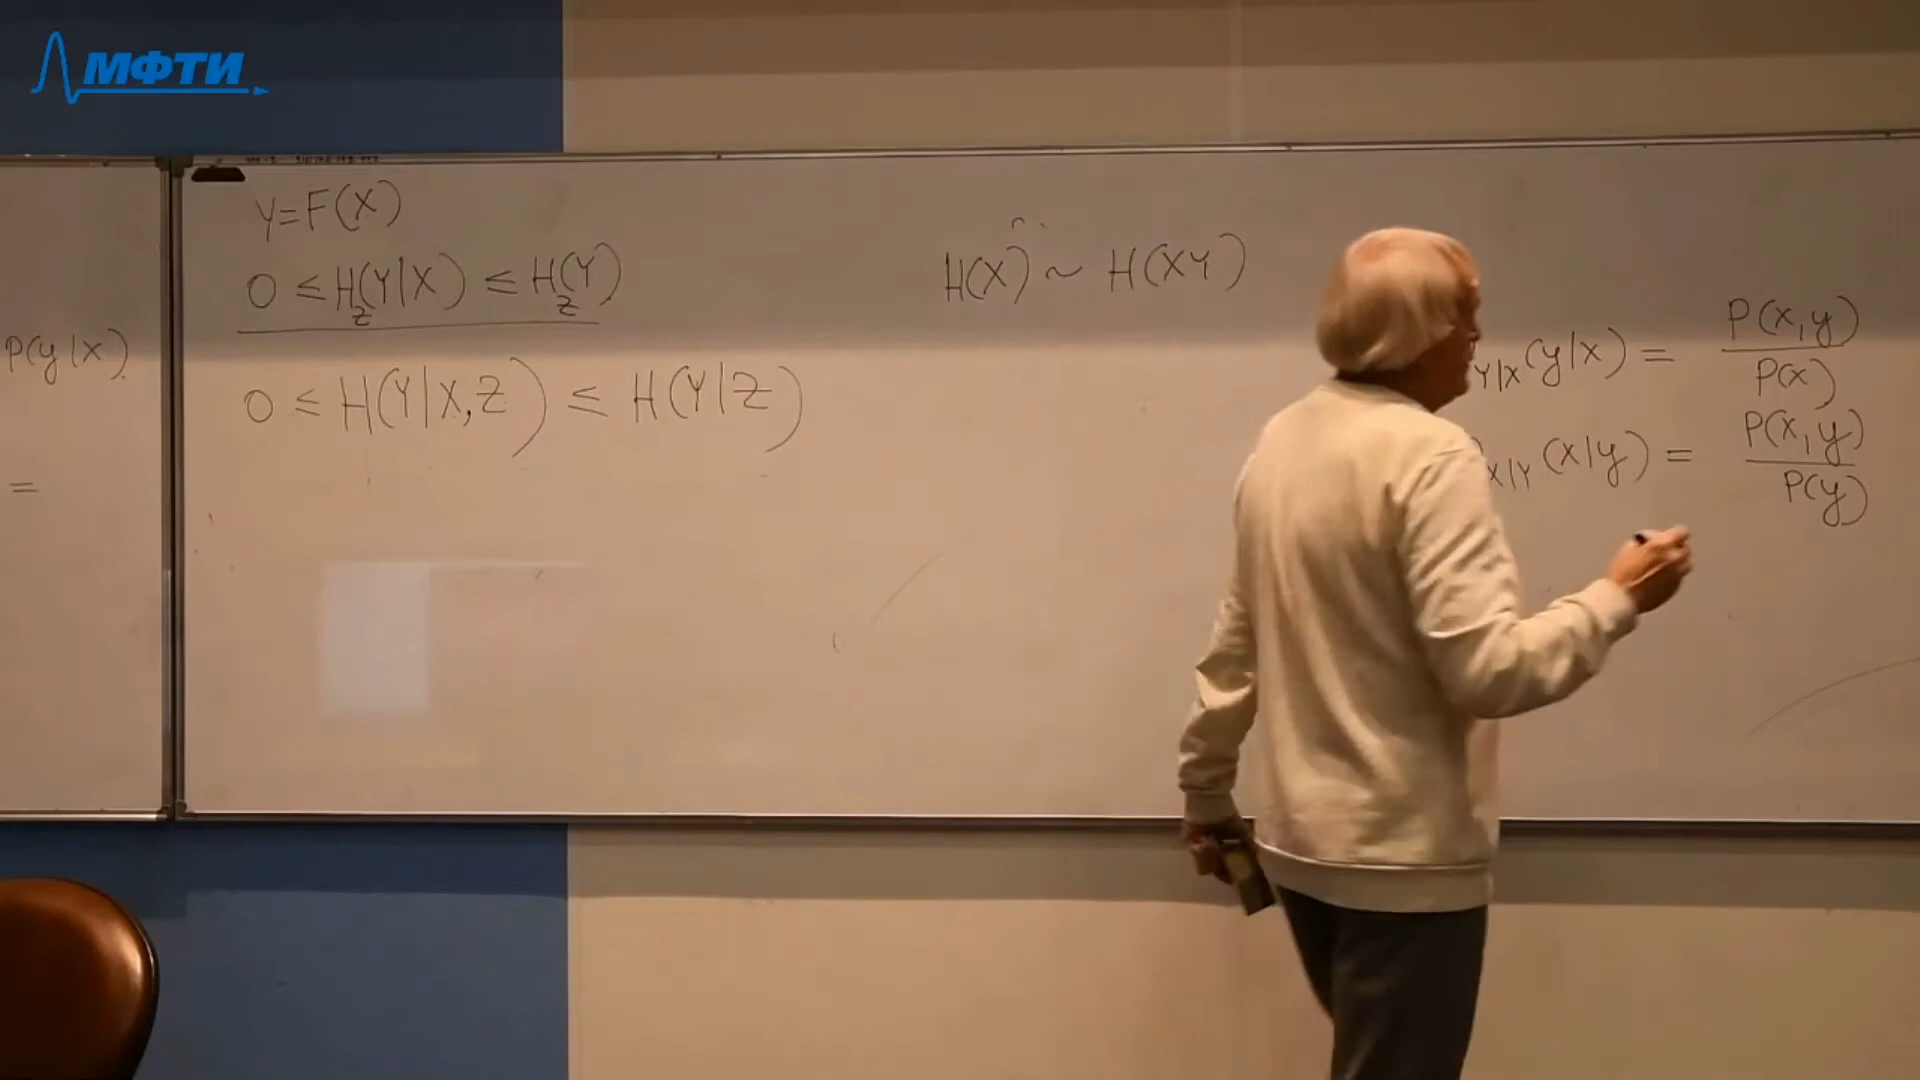 МФТИ
P(y|x)
=
Y=F(X)
0 ≤ H_Z(Y|X) ≤ H_Z(Y)
0 ≤ H(Y|X,Z) ≤ H(Y|Z)
H(X) ~ H(XY)
Y|X (y|x) = P(x,y) / P(x)
X|Y (x|y) = P(x,y) / P(y)